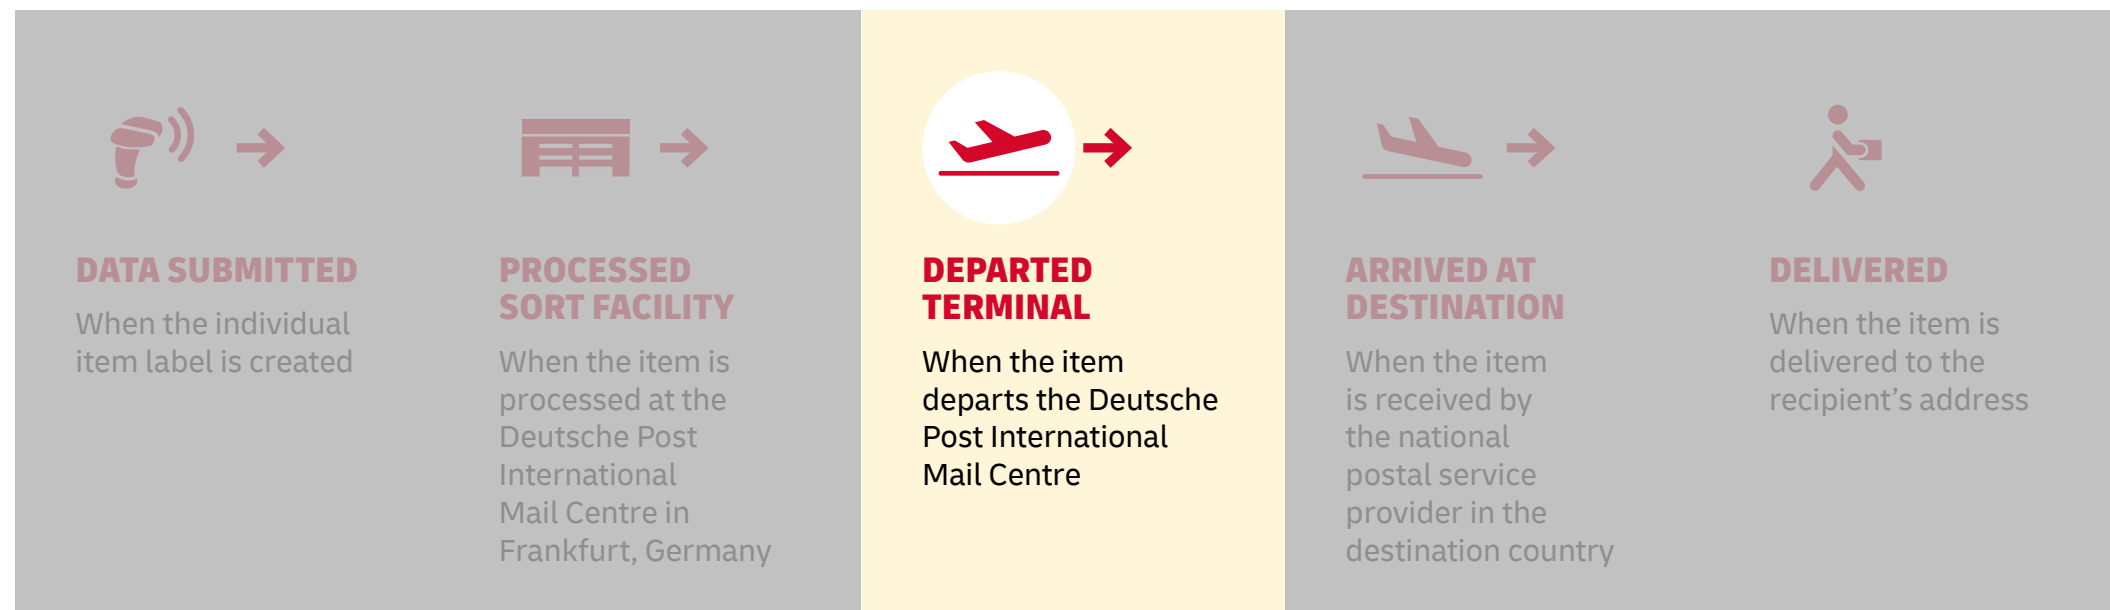 DATA SUBMITTED
When the individual
item label is created
PROCESSED
SORT FACILITY
When the item is
processed at the
Deutsche Post
International
Mail Centre in
Frankfurt, Germany
DEPARTED
TERMINAL
When the item
departs the Deutsche
Post International
Mail Centre
ARRIVED AT
DESTINATION
When the item
is received by
the national
postal service
provider in the
destination country
DELIVERED
When the item is
delivered to the
recipient’s address